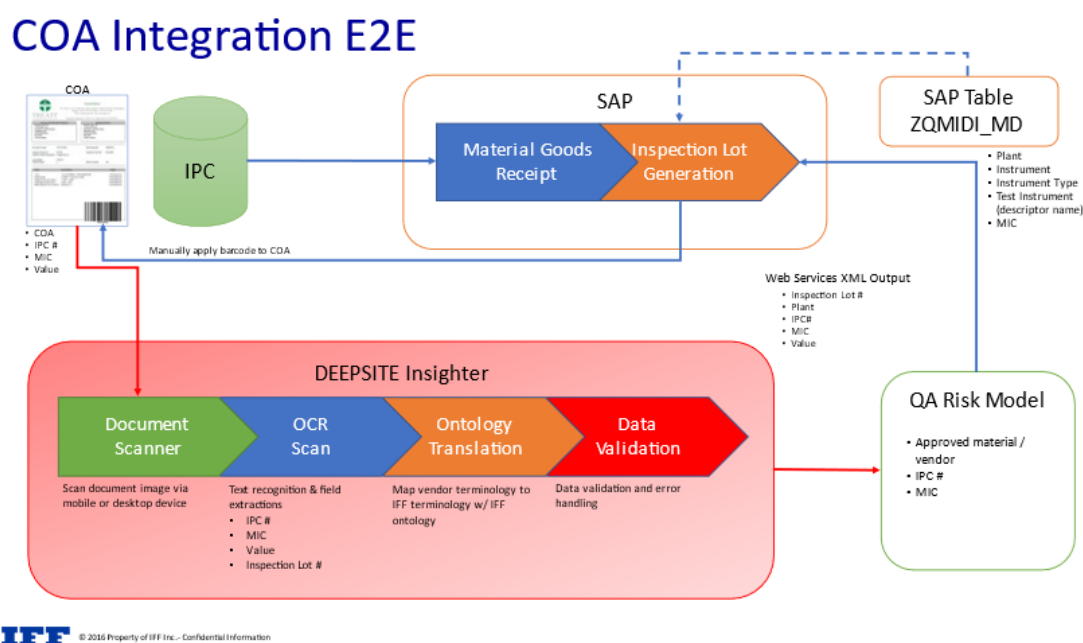 COA Integration E2E
COA
IPC
SAP
Material Goods
Receipt
Inspection Lot
Generation
SAP Table
ZQMIDI_MD
• Plant
• Instrument
• Instrument Type
• Test Instrument
(descriptor name)
• MIC
• COA
• IPC #
• MIC
• Value
Manually apply barcode to COA
Web Services XML Output
• Inspection Lot #
• Plant
• IPC#
• MIC
• Value
DEEPSITE Insighter
Document
Scanner
OCR
Scan
Ontology
Translation
Data
Validation
Scan document image via
mobile or desktop device
Text recognition & field
extractions
• IPC #
• MIC
• Value
• Inspection Lot #
Map vendor terminology to
IFF terminology w/ IFF
ontology
Data validation and error
handling
QA Risk Model
• Approved material /
vendor
• IPC #
• MIC
IFF
© 2016 Property of IFF Inc.- Confidential Information